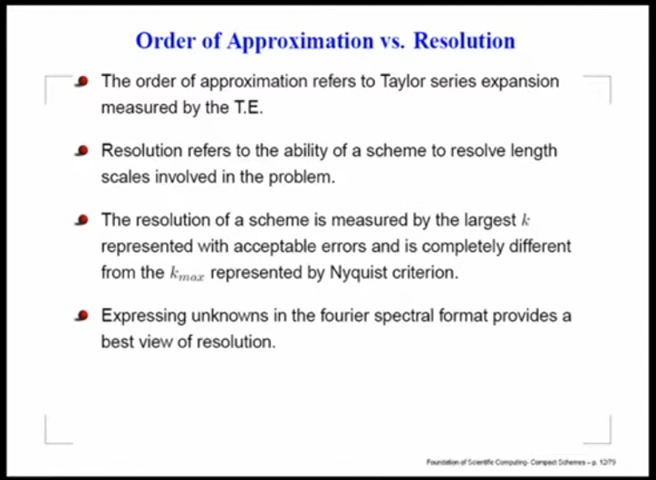 Order of Approximation vs. Resolution
The order of approximation refers to Taylor series expansion
measured by the T.E.
Resolution refers to the ability of a scheme to resolve length
scales involved in the problem.
The resolution of a scheme is measured by the largest k
represented with acceptable errors and is completely different
from the kmax represented by Nyquist criterion.
Expressing unknowns in the fourier spectral format provides a
best view of resolution.
Foundation of Scientific Computing- Compact Schemes – p. 12/79